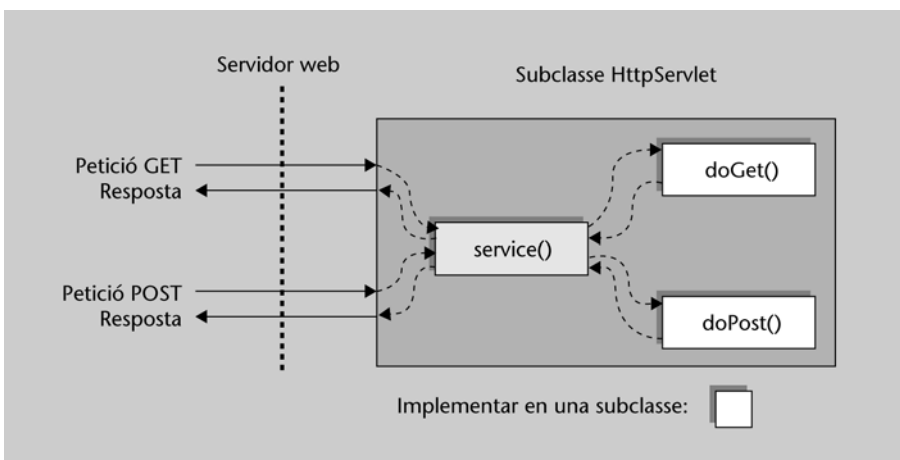 Servidor web
Subclasse HttpServlet
Petició GET
Resposta
doGet()
service()
Petició POST
Resposta
doPost()
Implementar en una subclasse: